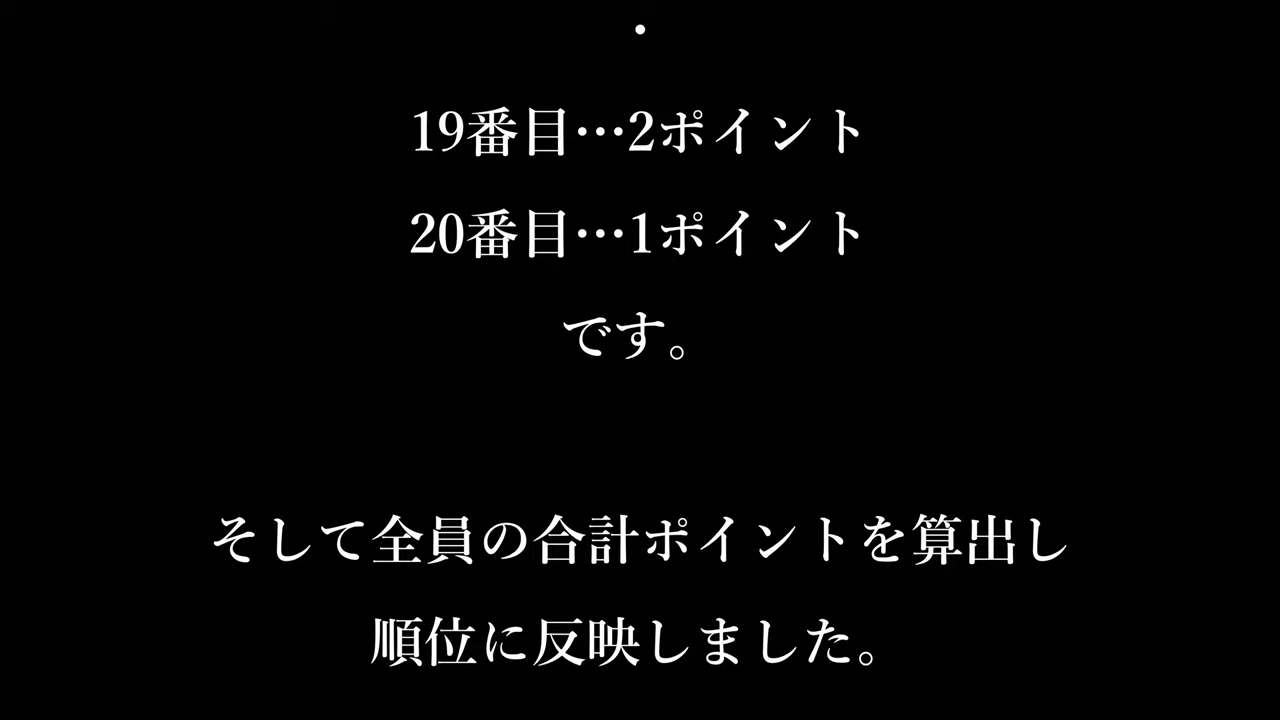 ・
19番目…2ポイント
20番目…1ポイント
です。
そして全員の合計ポイントを算出し
順位に反映しました。